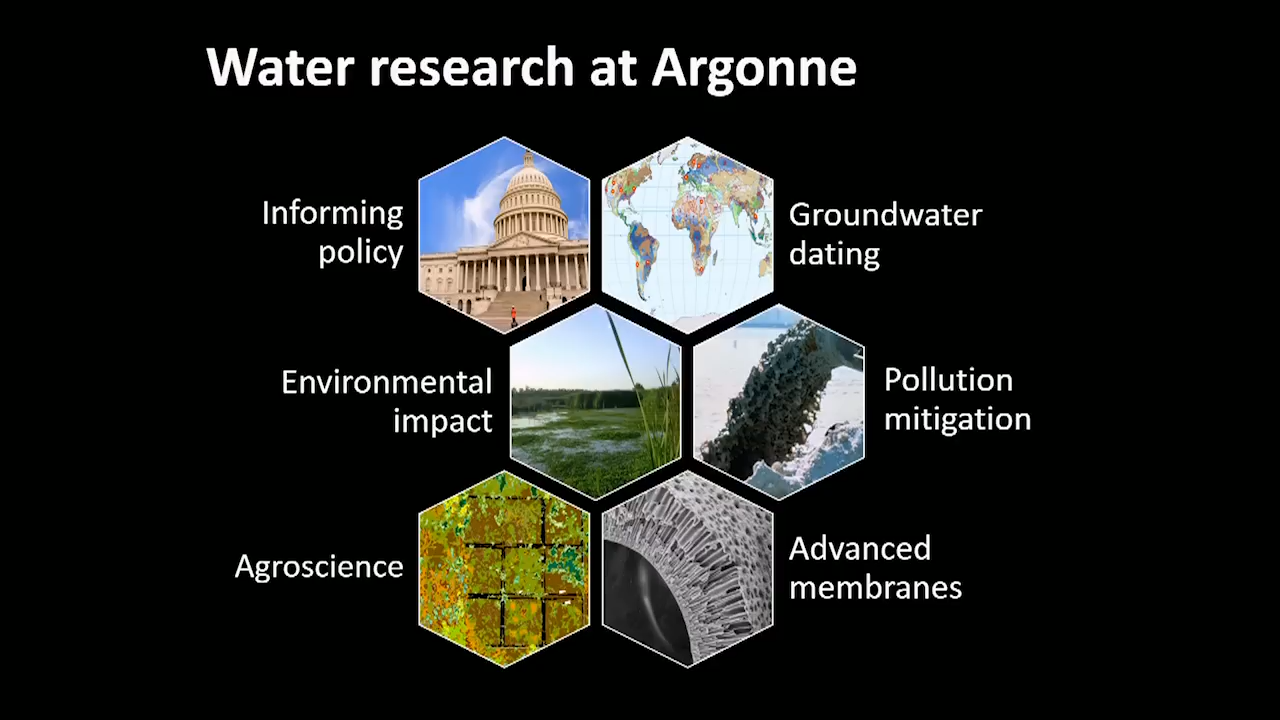 Water research at Argonne
Informing
policy
Groundwater
dating
Environmental
impact
Pollution
mitigation
Agroscience
Advanced
membranes